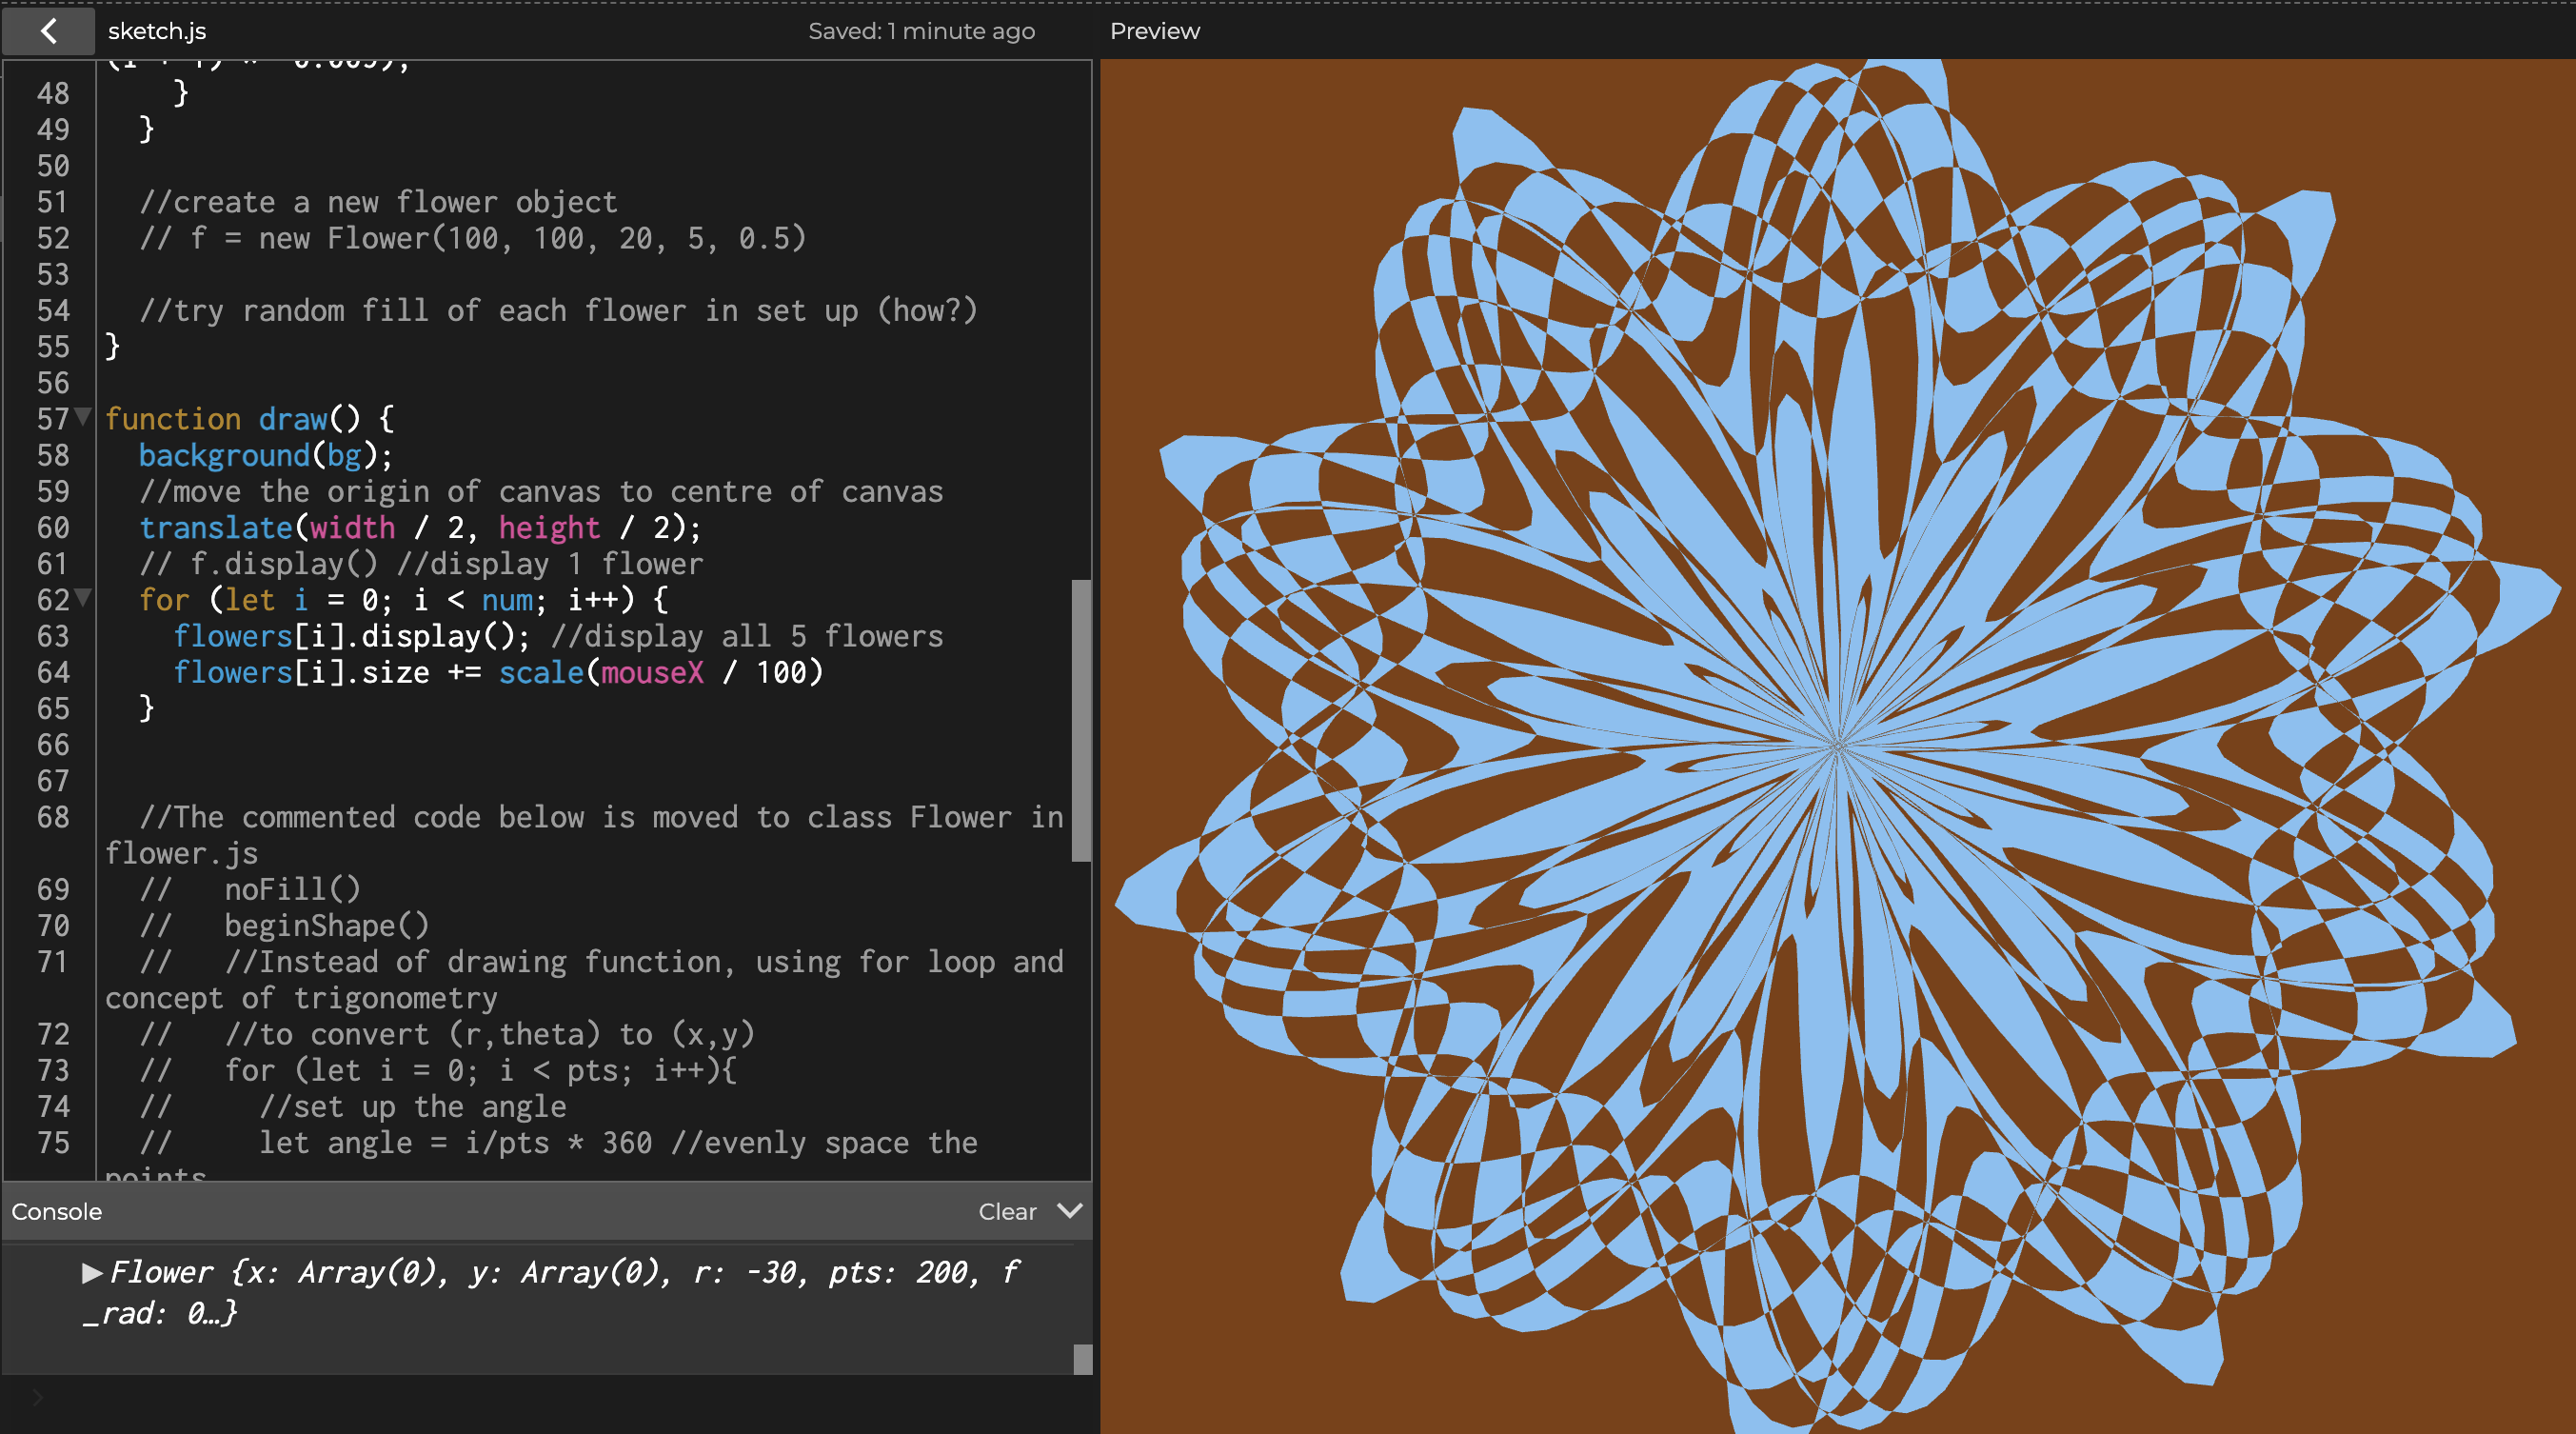 sketch.js
Saved: 1 minute ago
Preview
48 }
49 }
50
51 //create a new flower object
52 // f = new Flower(100, 100, 20, 5, 0.5)
53
54 //try random fill of each flower in set up (how?)
55 }
56
57 function draw() {
58 background(bg);
59 //move the origin of canvas to centre of canvas
60 translate(width / 2, height / 2);
61 // f.display() //display 1 flower
62 for (let i = 0; i < num; i++) {
63 flowers[i].display(); //display all 5 flowers
64 flowers[i].size += scale(mouseX / 100)
65 }
66
67
68 //The commented code below is moved to class Flower in
flower.js
69 // noFill()
70 // beginShape()
71 // //Instead of drawing function, using for loop and
concept of trigonometry
72 // //to convert (r,theta) to (x,y)
73 // for (let i = 0; i < pts; i++){
74 // //set up the angle
75 // let angle = i/pts * 360 //evenly space the
points
Console
Clear
▶Flower {x: Array(0), y: Array(0), r: -30, pts: 200, f
_rad: 0…}